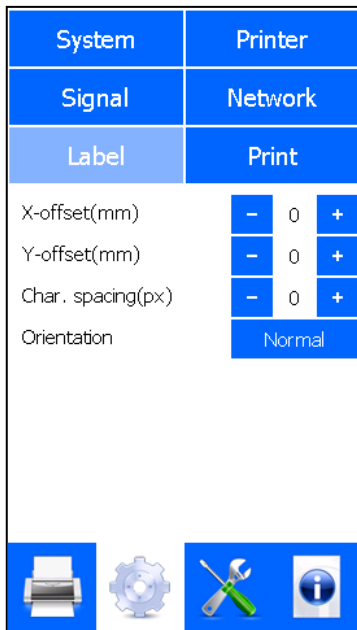 System Printer
Signal Network
Label Print
X-offset(mm) - 0 +
Y-offset(mm) - 0 +
Char. spacing(px) - 0 +
Orientation Normal
i